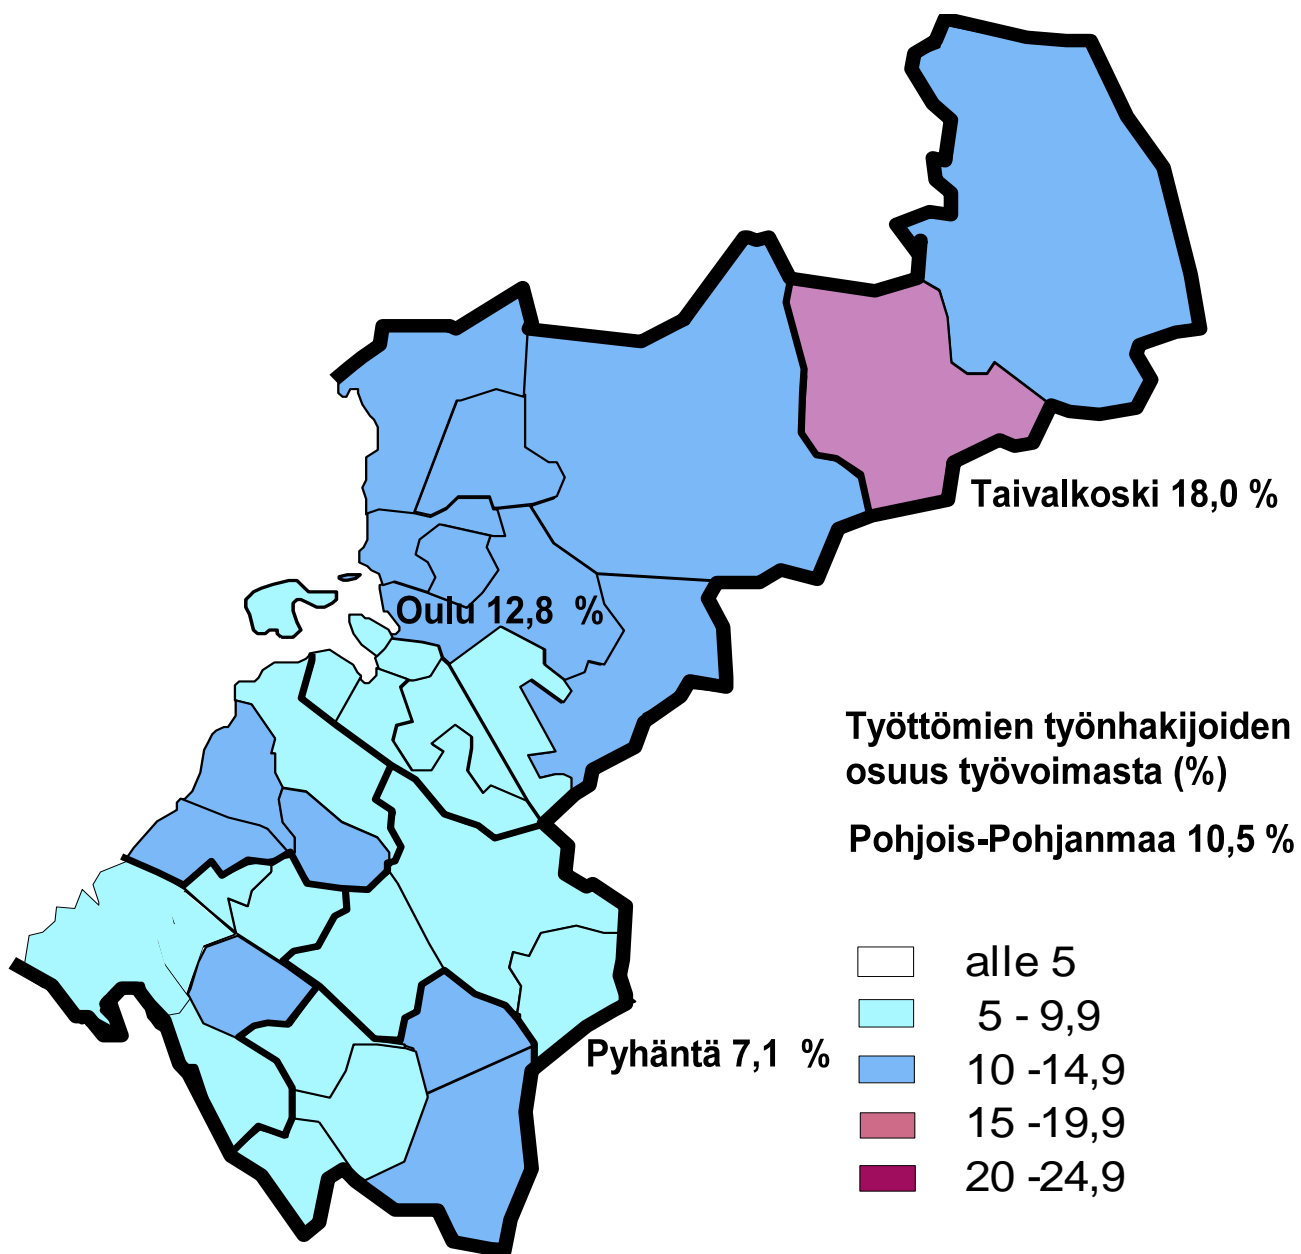 Taivalkoski 18,0 %
Oulu 12,8 %
Työttömien työnhakijoiden
osuus työvoimasta (%)
Pohjois-Pohjanmaa 10,5 %
Pyhäntä 7,1 %
alle 5
5 - 9,9
10 -14,9
15 -19,9
20 -24,9